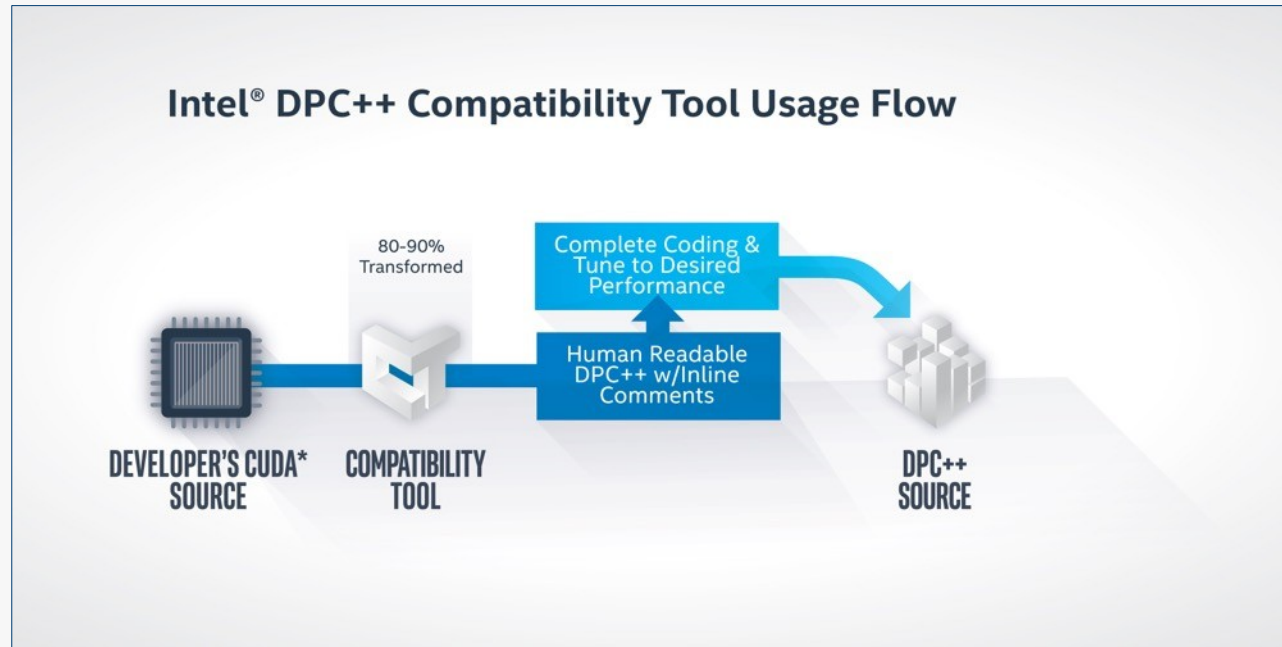 Intel® DPC++ Compatibility Tool Usage Flow
80-90%
Transformed
Complete Coding &
Tune to Desired
Performance
Human Readable
DPC++ w/Inline
Comments
DEVELOPER'S CUDA*
SOURCE
COMPATIBILITY
TOOL
DPC++
SOURCE